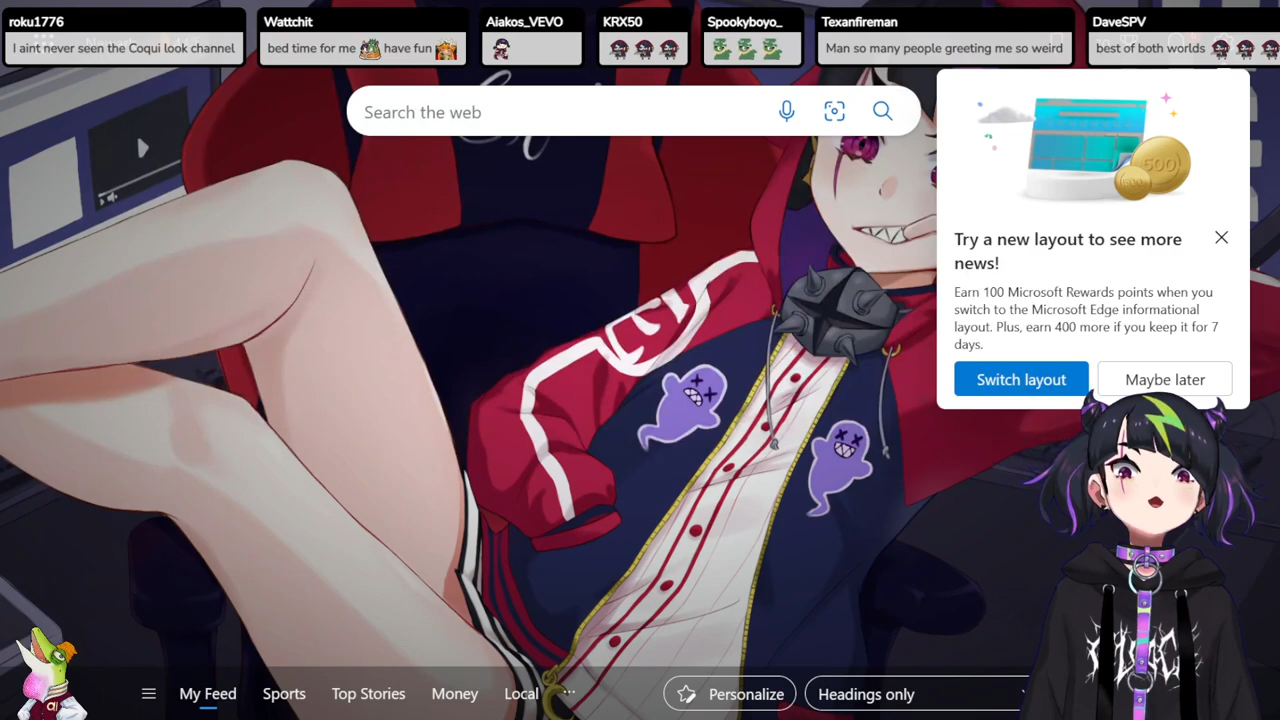 roku1776
I aint never seen the Coqui look channel
Wattchit
bed time for me have fun
Aiakos_VEVO
KRX50
Spookyboyo_
Texanfireman
Man so many people greeting me so weird
DaveSPV
best of both worlds
Search the web
500
500
Try a new layout to see more
news!
Earn 100 Microsoft Rewards points when you
switch to the Microsoft Edge informational
layout. Plus, earn 400 more if you keep it for 7
days.
Switch layout
Maybe later
My Feed
Sports
Top Stories
Money
Local
Personalize
Headings only